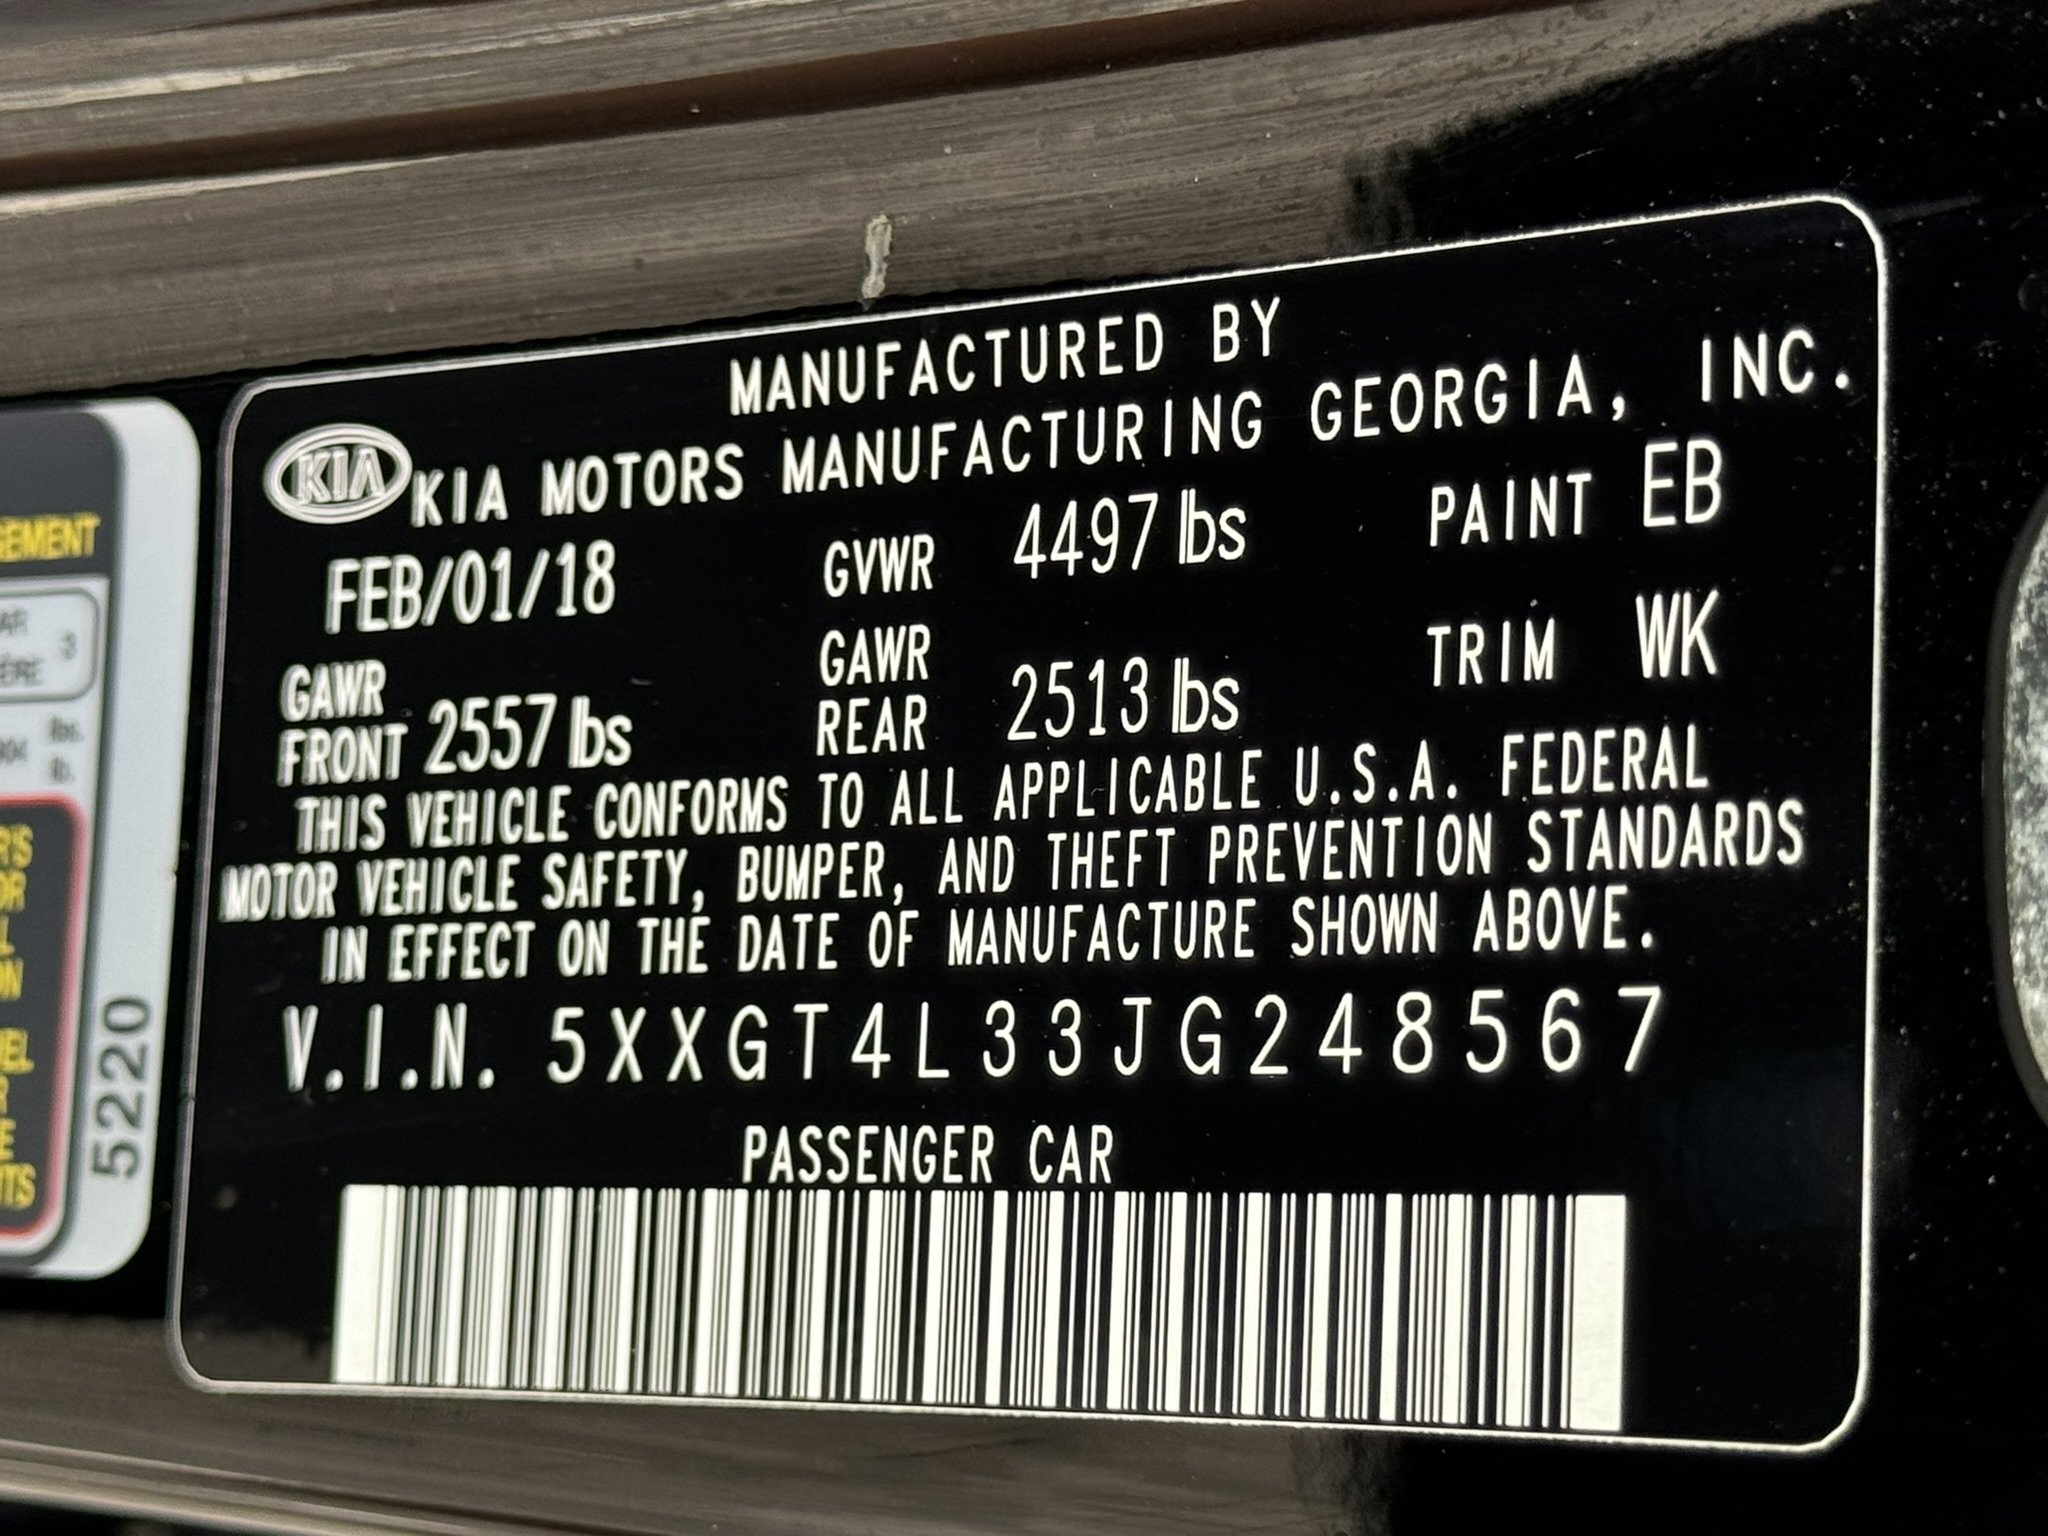 MANUFACTURED BY
KIA KIA MOTORS MANUFACTURING GEORGIA, INC.
FEB/01/18 GVWR 4497 lbs PAINT EB
GAWR FRONT 2557 lbs GAWR REAR 2513 lbs TRIM WK
THIS VEHICLE CONFORMS TO ALL APPLICABLE U.S.A. FEDERAL
MOTOR VEHICLE SAFETY, BUMPER, AND THEFT PREVENTION STANDARDS
IN EFFECT ON THE DATE OF MANUFACTURE SHOWN ABOVE.
V.I.N. 5XXGT4L33JG248567
PASSENGER CAR
5220